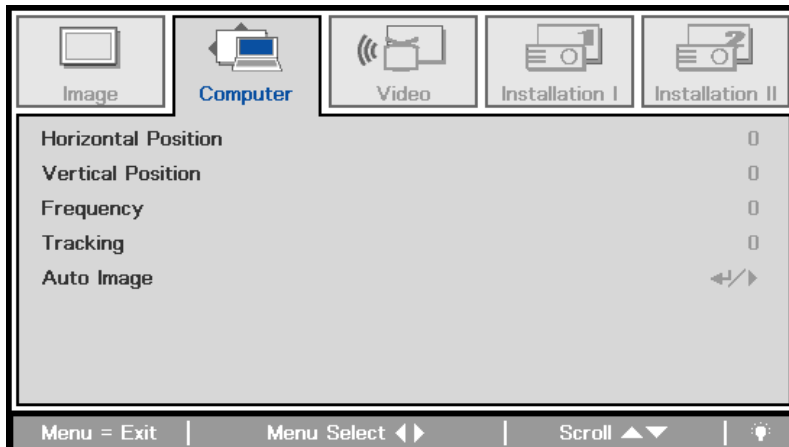 Image Computer Video Installation I Installation II
Horizontal Position 0
Vertical Position 0
Frequency 0
Tracking 0
Auto Image
Menu = Exit Menu Select Scroll